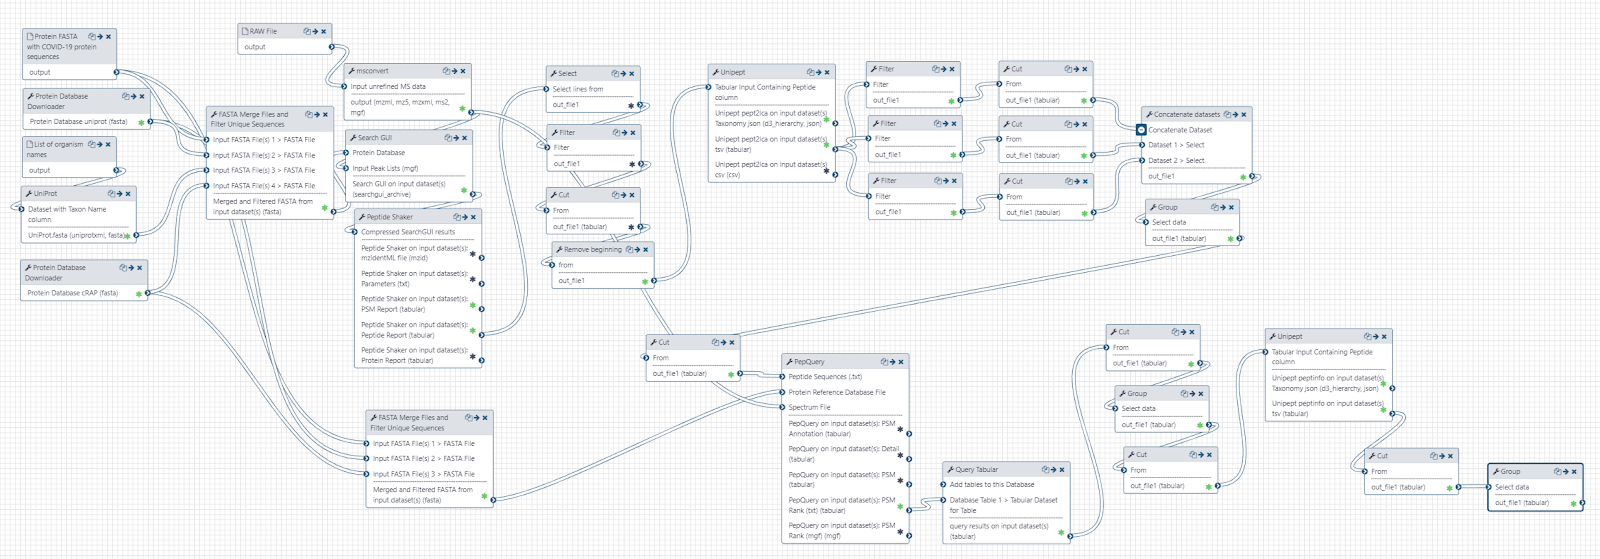 Protein FASTA
with COVID-19 protein
sequences
output
Protein Database
Downloader
Protein Database uniprot (fasta)
List of organism
names
output
UniProt
Dataset with Taxon Name
column
UniProt.fasta (uniprotxml, fasta)
Protein Database
Downloader
Protein Database cRAP (fasta)
RAW File
output
FASTA Merge Files and
Filter Unique Sequences
Input FASTA File(s) 1 > FASTA File
Input FASTA File(s) 2 > FASTA File
Input FASTA File(s) 3 > FASTA File
Input FASTA File(s) 4 > FASTA File
Merged and Filtered FASTA from
input dataset(s) (fasta)
msconvert
Input unrefined MS data
output (mzml, mz5, mzxml, ms2,
mgf)
Search GUI
Protein Database
Input Peak Lists (mgf)
Search GUI on input dataset(s)
(searchgui_archive)
Peptide Shaker
Compressed SearchGUI results
Peptide Shaker on input dataset(s):
mzidentML file (mzid)
Peptide Shaker on input dataset(s):
Parameters (txt)
Peptide Shaker on input dataset(s):
PSM Report (tabular)
Peptide Shaker on input dataset(s):
Peptide Report (tabular)
Peptide Shaker on input dataset(s):
Protein Report (tabular)
FASTA Merge Files and
Filter Unique Sequences
Input FASTA File(s) 1 > FASTA File
Input FASTA File(s) 2 > FASTA File
Input FASTA File(s) 3 > FASTA File
Merged and Filtered FASTA from
input dataset(s) (fasta)
Select
Select lines from
out_file1
Filter
Filter
out_file1
Cut
From
out_file1 (tabular)
Remove beginning
from
out_file1
Unipept
Tabular Input Containing Peptide
column
Unipept pept2lca on input dataset(s)
Taxonomy json (d3_hierarchy, json)
Unipept pept2lca on input dataset(s)
tsv (tabular)
Unipept pept2lca on input dataset(s)
csv (csv)
Filter
Filter
out_file1
Filter
Filter
out_file1
Filter
Filter
out_file1
Cut
From
out_file1 (tabular)
Cut
From
out_file1 (tabular)
Cut
From
out_file1 (tabular)
Concatenate datasets
Concatenate Dataset
Dataset 1 > Select
Dataset 2 > Select
out_file1
Group
Select data
out_file1 (tabular)
Cut
From
out_file1 (tabular)
PepQuery
Peptide Sequences (.txt)
Protein Reference Database File
Spectrum File
PepQuery on input dataset(s): PSM
Annotation (tabular)
PepQuery on input dataset(s): Detail
(tabular)
PepQuery on input dataset(s): PSM
(tabular)
PepQuery on input dataset(s): PSM
Rank (txt) (tabular)
PepQuery on input dataset(s): PSM
Rank (mgf) (mgf)
Query Tabular
Add tables to this Database
Database Table 1 > Tabular Dataset
for Table
query results on input dataset(s)
(tabular)
Cut
From
out_file1 (tabular)
Group
Select data
out_file1 (tabular)
Cut
From
out_file1 (tabular)
Unipept
Tabular Input Containing Peptide
column
Unipept peptinfo on input dataset(s)
Taxonomy json (d3_hierarchy, json)
Unipept peptinfo on input dataset(s)
tsv (tabular)
Cut
From
out_file1 (tabular)
Group
Select data
out_file1 (tabular)